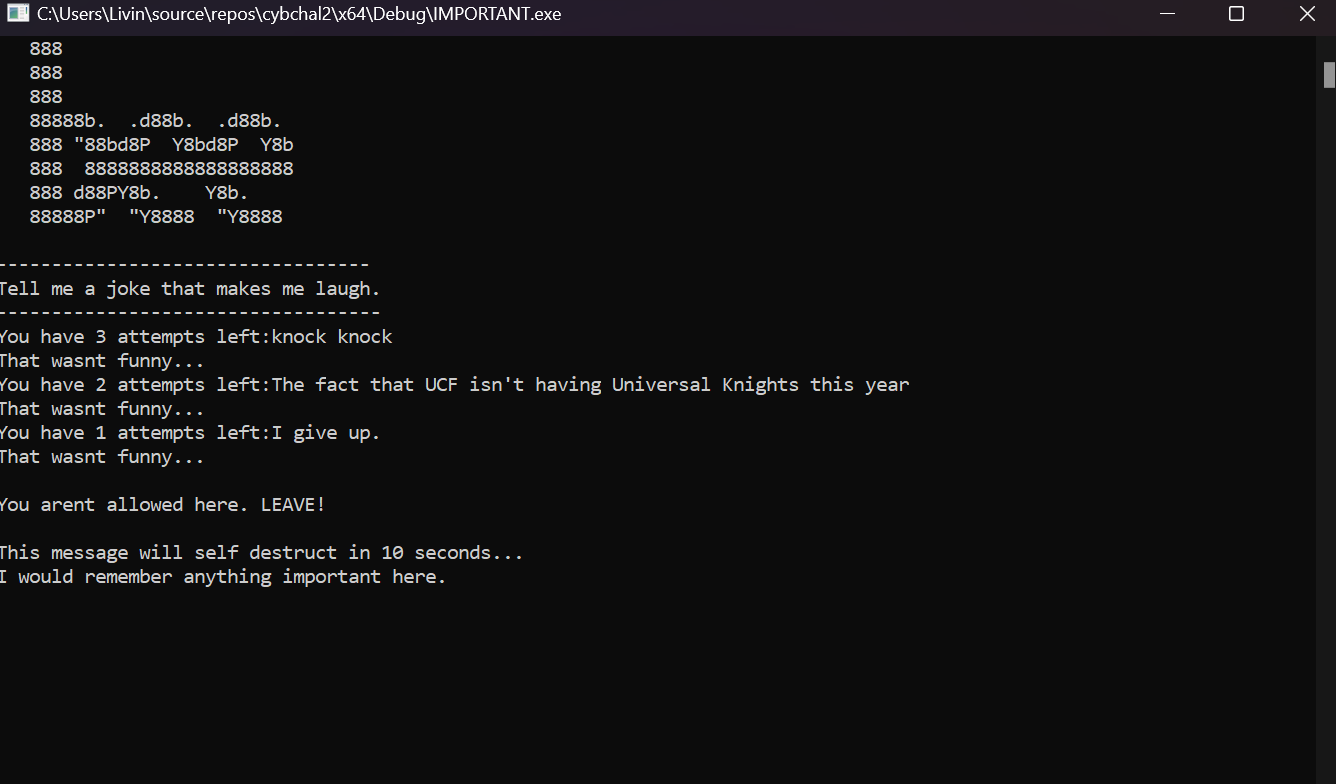 C:\Users\Livin\source\repos\cybchal2\x64\Debug\IMPORTANT.exe
   888
   888
   888
   88888b.  .d88b.  .d88b.
   888 "88bd8P  Y8bd8P  Y8b
   888  8888888888888888888
   888 d88PY8b.    Y8b.
   88888P"  "Y8888  "Y8888

----------------------------------
Tell me a joke that makes me laugh.
-----------------------------------
You have 3 attempts left:knock knock
That wasnt funny...
You have 2 attempts left:The fact that UCF isn't having Universal Knights this year
That wasnt funny...
You have 1 attempts left:I give up.
That wasnt funny...

You arent allowed here. LEAVE!

This message will self destruct in 10 seconds...
I would remember anything important here.